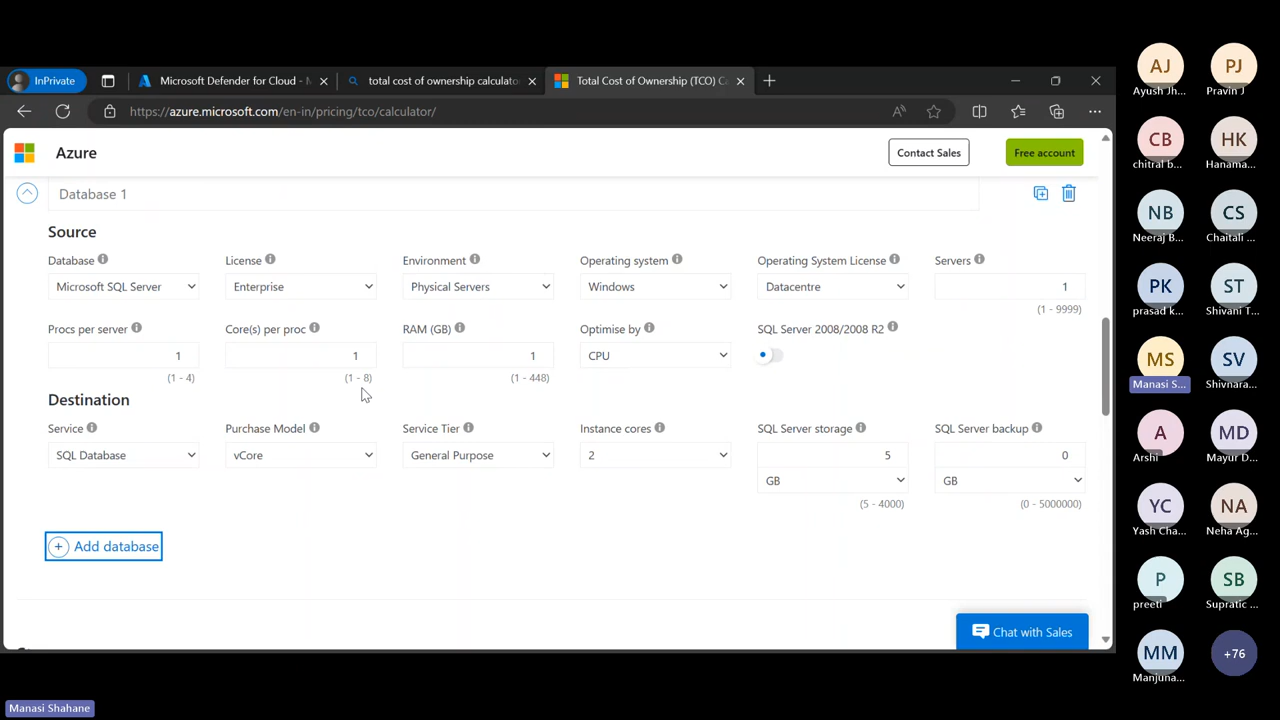 InPrivate
Microsoft Defender for Cloud - M
total cost of ownership calculato
Total Cost of Ownership (TCO) C
https://azure.microsoft.com/en-in/pricing/tco/calculator/
Azure
Contact Sales
Free account
Database 1
Source
Database License Environment Operating system Operating System License Servers
Microsoft SQL Server Enterprise Physical Servers Windows Datacentre 1
(1 - 9999)
Procs per server Core(s) per proc RAM (GB) Optimise by SQL Server 2008/2008 R2
1 1 1 CPU
(1 - 4) (1 - 8) (1 - 448)
Destination
Service Purchase Model Service Tier Instance cores SQL Server storage SQL Server backup
SQL Database vCore General Purpose 2 5 0
GB GB
(5 - 4000) (0 - 5000000)
Add database
Chat with Sales
AJ PJ
Ayush Jh... Pravin J
CB HK
chitral b... Hanama...
NB CS
Neeraj B... Chaitali ...
PK ST
prasad k... Shivani T...
MS SV
Manasi S... Shivnara...
A MD
Arshi Mayur D...
YC NA
Yash Cha... Neha Ag...
P SB
preeti Supratic ...
MM +76
Manjuna...
Manasi Shahane